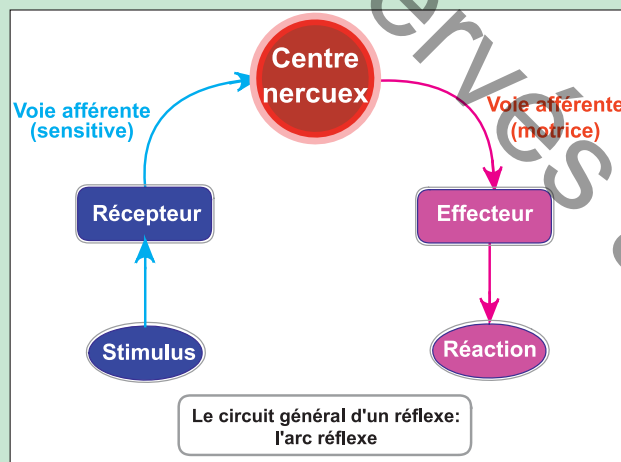 Centre
nercuex
Voie afférente
(sensitive)
Voie afférente
(motrice)
Récepteur
Effecteur
Stimulus
Réaction
Le circuit général d'un réflexe:
l'arc réflexe